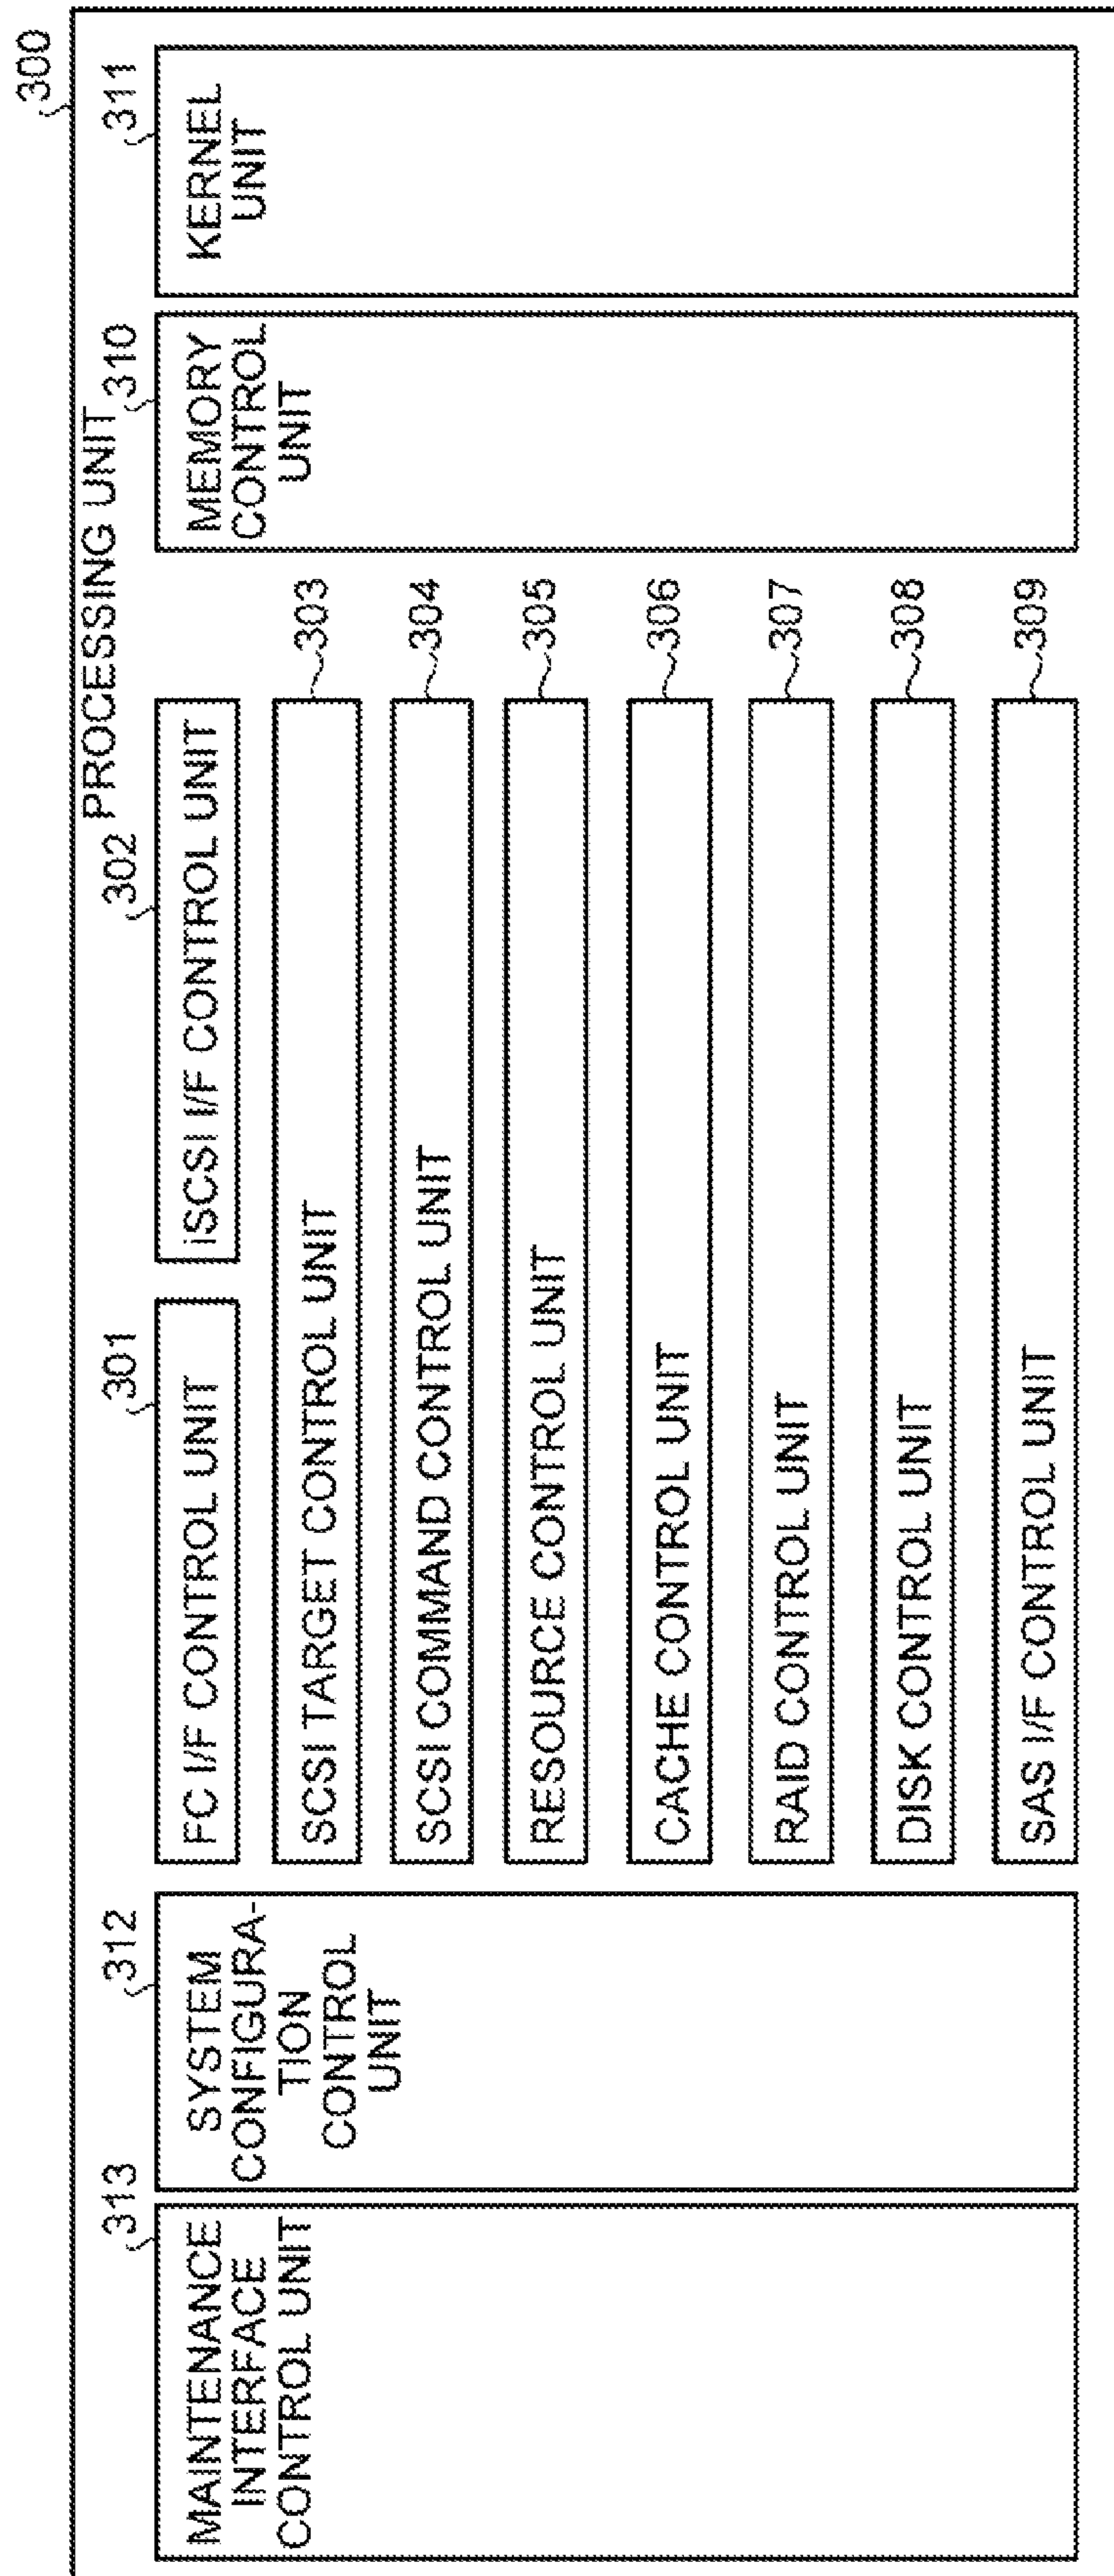 300
PROCESSING UNIT
313
312
301
302
310
311
MAINTENANCE
INTERFACE
CONTROL UNIT
SYSTEM
CONFIGURA-
TION
CONTROL
UNIT
FC I/F CONTROL UNIT
iSCSI I/F CONTROL UNIT
SCSI TARGET CONTROL UNIT
303
SCSI COMMAND CONTROL UNIT
304
RESOURCE CONTROL UNIT
305
CACHE CONTROL UNIT
306
RAID CONTROL UNIT
307
DISK CONTROL UNIT
308
SAS I/F CONTROL UNIT
309
MEMORY
CONTROL
UNIT
KERNEL
UNIT